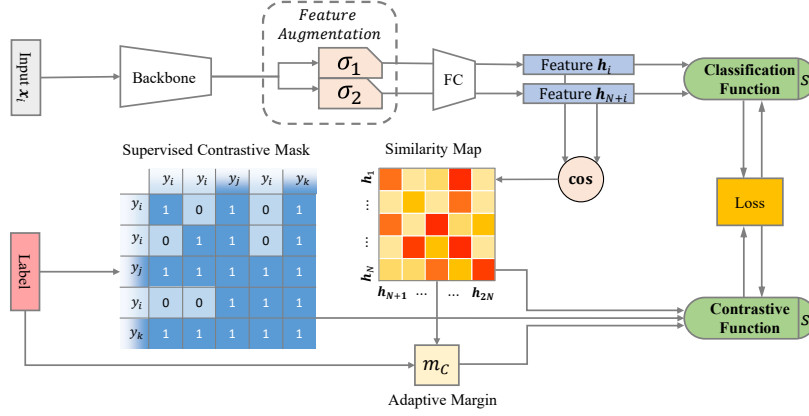 Feature
Augmentation
Input x_i
Backbone
σ_1
σ_2
FC
Feature h_i
Feature h_{N+i}
Classification
Function
S
Supervised Contrastive Mask
y_i y_i y_j y_i y_k
y_i 1 0 1 0 1
y_i 0 1 1 0 1
y_j 1 1 1 1 1
y_i 0 0 1 1 1
y_k 1 1 1 1 1
Similarity Map
h_1
...
...
h_N
h_{N+1} ... ... h_{2N}
cos
Loss
Label
Contrastive
Function
S
m_C
Adaptive Margin